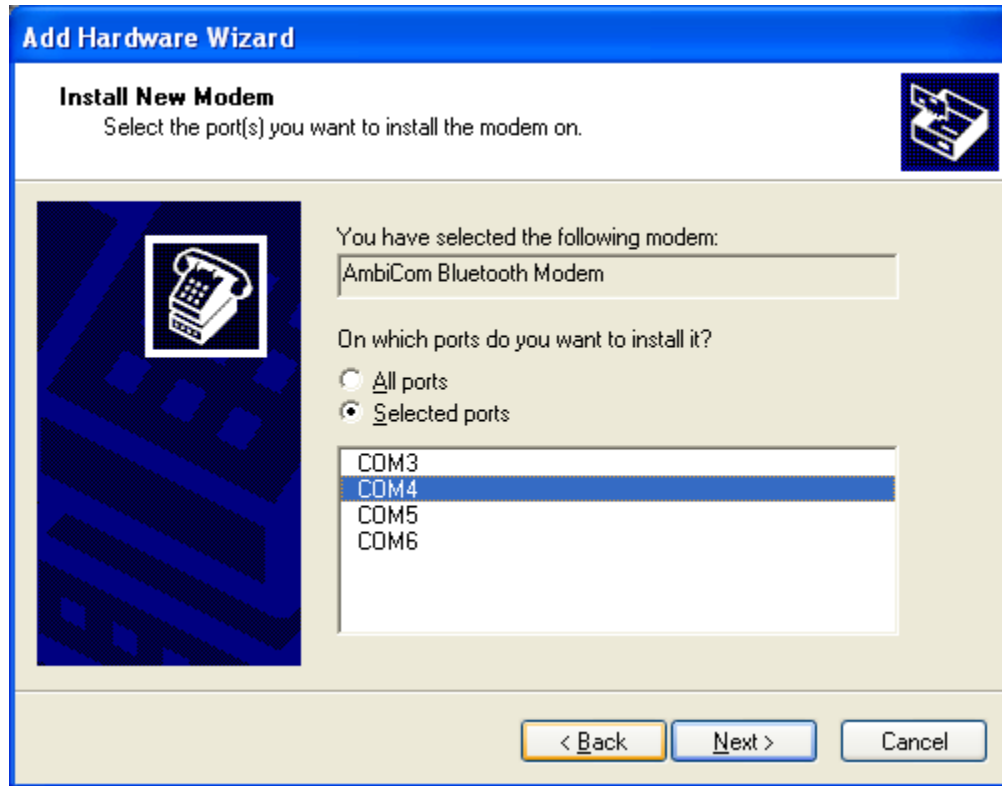 Add Hardware Wizard
Install New Modem
Select the port(s) you want to install the modem on.
You have selected the following modem:
AmbiCom Bluetooth Modem
On which ports do you want to install it?
All ports
Selected ports
COM3
COM4
COM5
COM6
< Back Next > Cancel